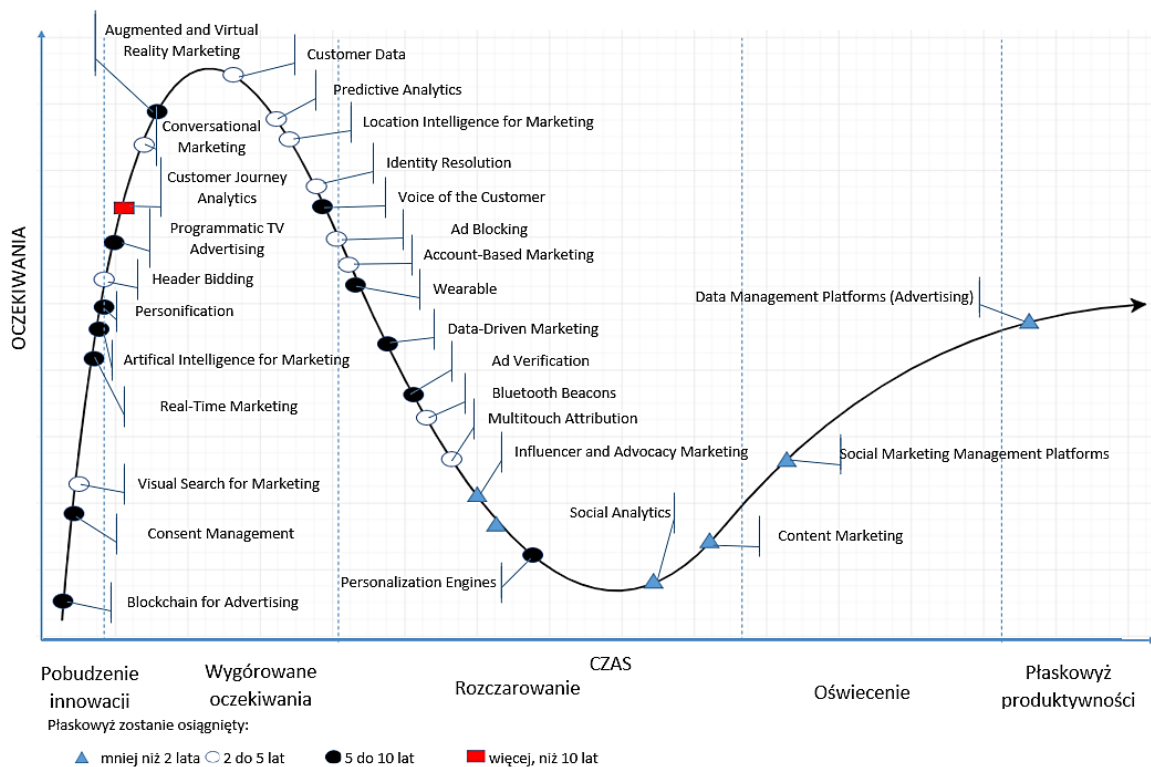 Augmented and Virtual
Reality Marketing
Customer Data
Predictive Analytics
Location Intelligence for Marketing
Conversational
Marketing
Identity Resolution
Customer Journey
Analytics
Voice of the Customer
Programmatic TV
Advertising
Ad Blocking
Account-Based Marketing
Header Bidding
Wearable
Personification
Data-Driven Marketing
Artifical Intelligence for Marketing
Ad Verification
Real-Time Marketing
Bluetooth Beacons
Multitouch Attribution
Influencer and Advocacy Marketing
Visual Search for Marketing
Consent Management
Social Analytics
Personalization Engines
Blockchain for Advertising
Data Management Platforms (Advertising)
Social Marketing Management Platforms
Content Marketing
OCZEKIWANIA
CZAS
Pobudzenie
innowacji
Wygórowane
oczekiwania
Rozczarowanie
Oświecenie
Płaskowyż
produktywności
Płaskowyż zostanie osiągnięty:
mniej niż 2 lata
2 do 5 lat
5 do 10 lat
więcej, niż 10 lat